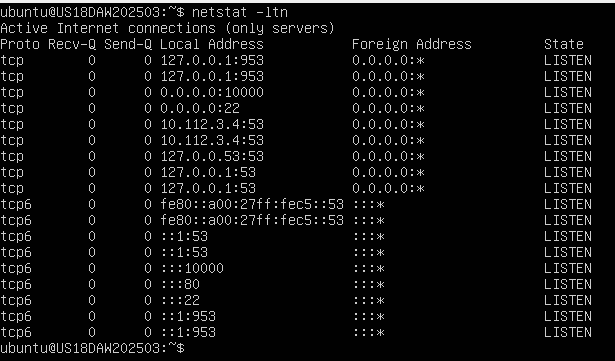 ubuntu@US18DAW202503:~$ netstat -ltn
Active Internet connections (only servers)
Proto Recv-Q Send-Q Local Address           Foreign Address         State
tcp        0      0 127.0.0.1:953           0.0.0.0:*               LISTEN
tcp        0      0 127.0.0.1:953           0.0.0.0:*               LISTEN
tcp        0      0 0.0.0.0:10000           0.0.0.0:*               LISTEN
tcp        0      0 0.0.0.0:22              0.0.0.0:*               LISTEN
tcp        0      0 10.112.3.4:53           0.0.0.0:*               LISTEN
tcp        0      0 10.112.3.4:53           0.0.0.0:*               LISTEN
tcp        0      0 127.0.0.53:53           0.0.0.0:*               LISTEN
tcp        0      0 127.0.0.1:53            0.0.0.0:*               LISTEN
tcp        0      0 127.0.0.1:53            0.0.0.0:*               LISTEN
tcp6       0      0 fe80::a00:27ff:fec5::53 :::*                    LISTEN
tcp6       0      0 fe80::a00:27ff:fec5::53 :::*                    LISTEN
tcp6       0      0 ::1:53                  :::*                    LISTEN
tcp6       0      0 ::1:53                  :::*                    LISTEN
tcp6       0      0 :::10000                :::*                    LISTEN
tcp6       0      0 :::80                   :::*                    LISTEN
tcp6       0      0 :::22                   :::*                    LISTEN
tcp6       0      0 ::1:953                 :::*                    LISTEN
tcp6       0      0 ::1:953                 :::*                    LISTEN
ubuntu@US18DAW202503:~$